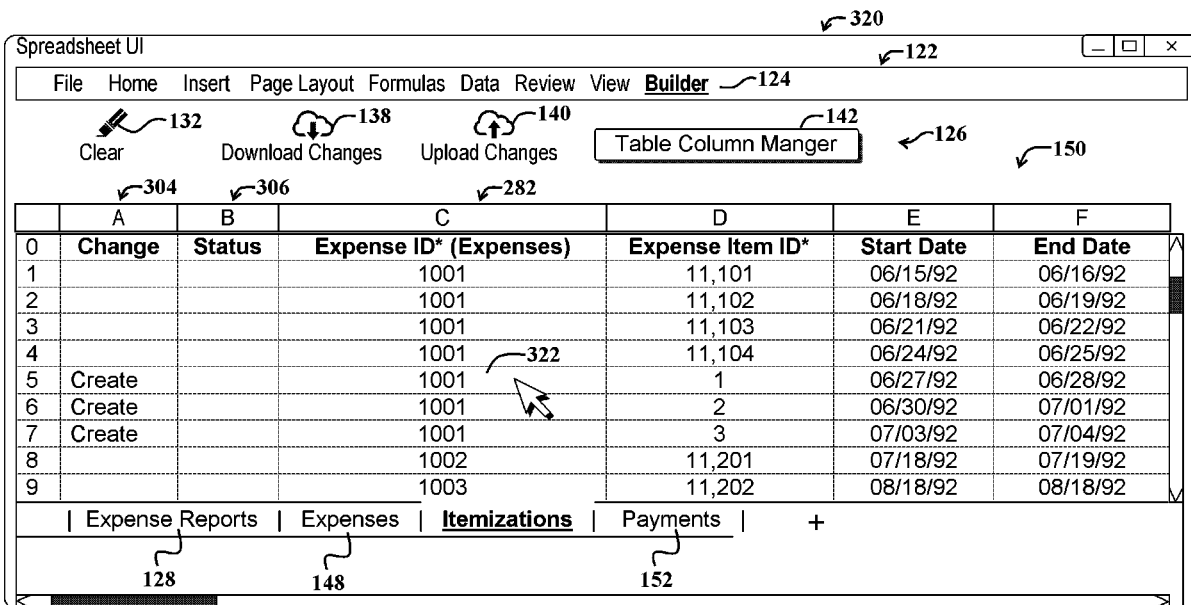 320
Spreadsheet UI
122
File Home Insert Page Layout Formulas Data Review View Builder 124
132 138 140 142
Clear Download Changes Upload Changes Table Column Manger 126
150
304 306 282
A B C D E F
0 Change Status Expense ID* (Expenses) Expense Item ID* Start Date End Date
1 1001 11,101 06/15/92 06/16/92
2 1001 11,102 06/18/92 06/19/92
3 1001 11,103 06/21/92 06/22/92
4 1001 322 11,104 06/24/92 06/25/92
5 Create 1001 1 06/27/92 06/28/92
6 Create 1001 2 06/30/92 07/01/92
7 Create 1001 3 07/03/92 07/04/92
8 1002 11,201 07/18/92 07/19/92
9 1003 11,202 08/18/92 08/18/92
| Expense Reports | Expenses | Itemizations | Payments | +
128 148 152